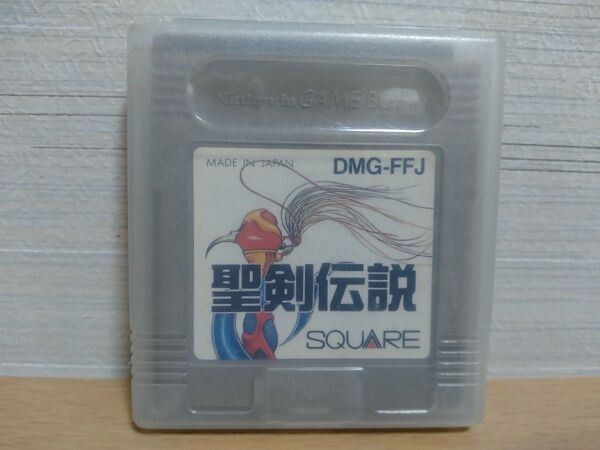 Nintendo GAME BOY
MADE IN JAPAN
DMG-FFJ
聖剣伝説
SQUARE